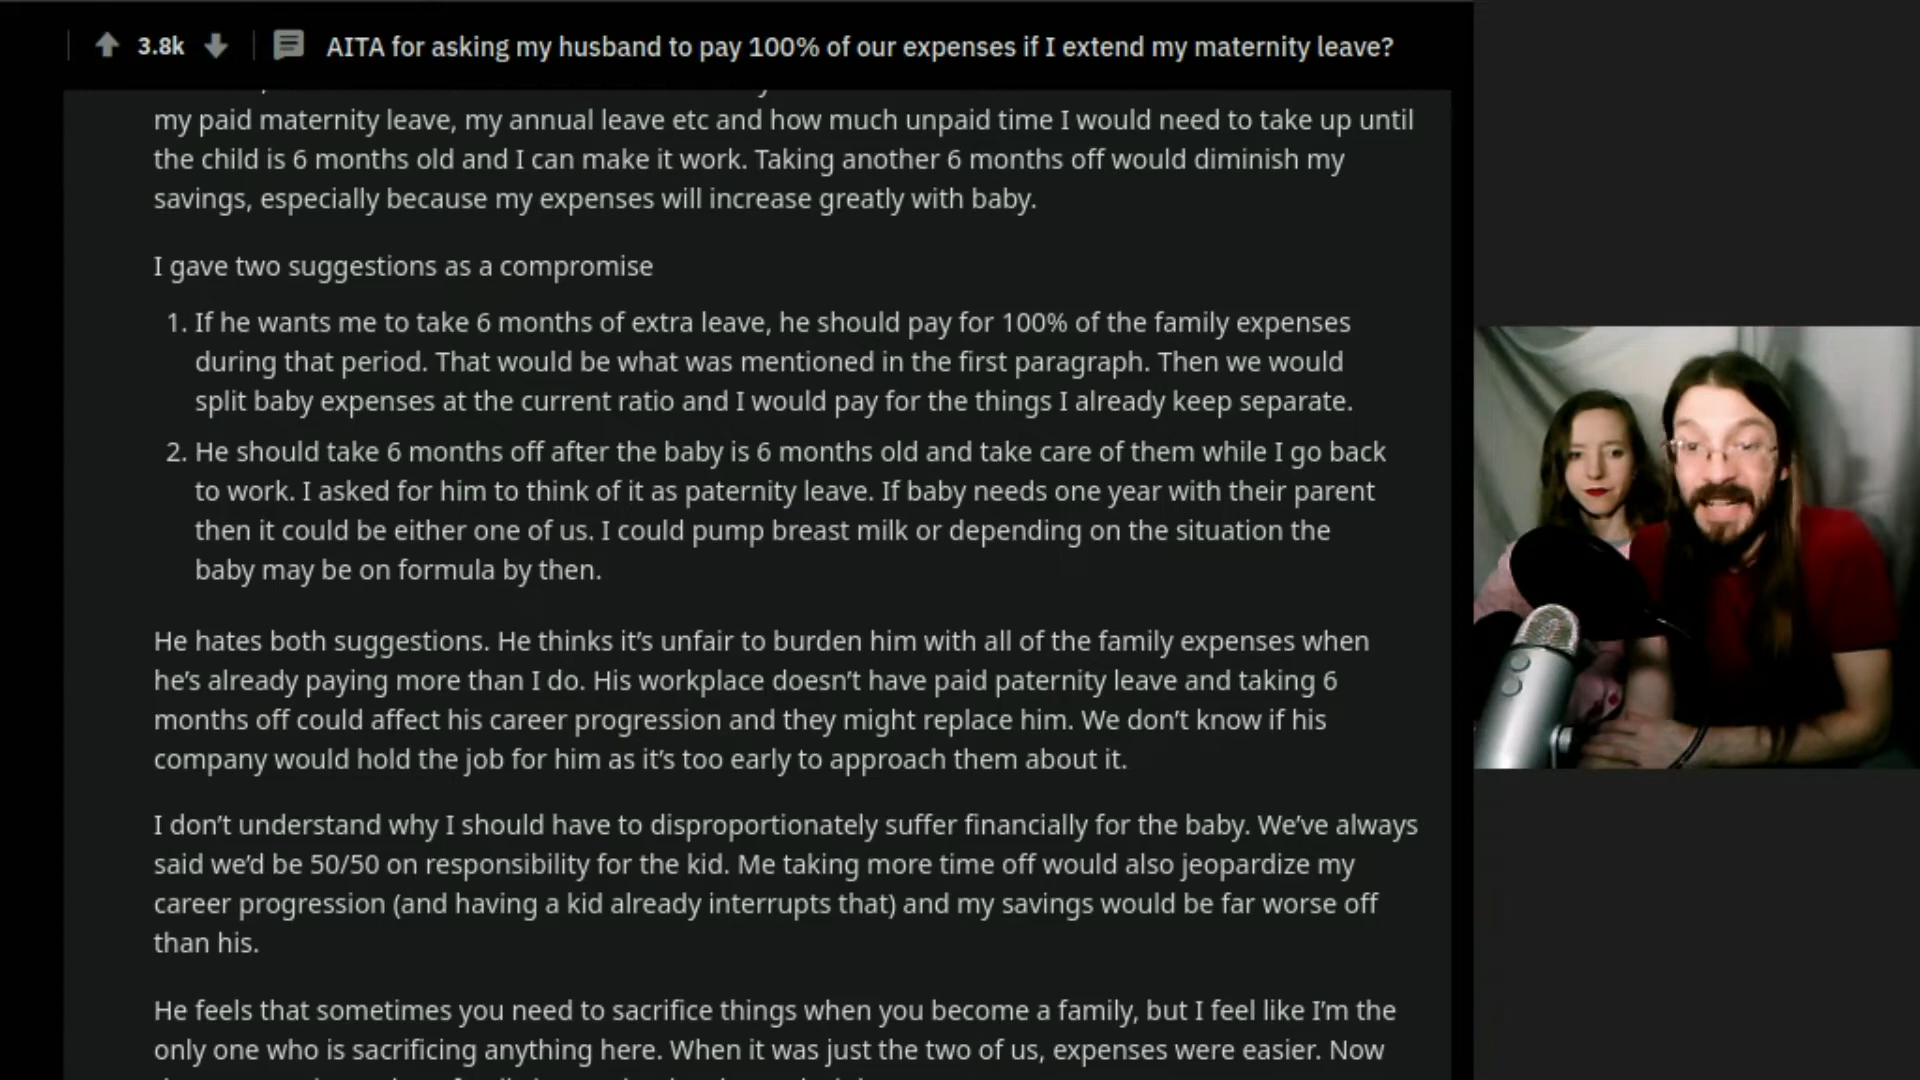 3.8k AITA for asking my husband to pay 100% of our expenses if I extend my maternity leave?
my paid maternity leave, my annual leave etc and how much unpaid time I would need to take up until
the child is 6 months old and I can make it work. Taking another 6 months off would diminish my
savings, especially because my expenses will increase greatly with baby.
I gave two suggestions as a compromise
1. If he wants me to take 6 months of extra leave, he should pay for 100% of the family expenses
during that period. That would be what was mentioned in the first paragraph. Then we would
split baby expenses at the current ratio and I would pay for the things I already keep separate.
2. He should take 6 months off after the baby is 6 months old and take care of them while I go back
to work. I asked for him to think of it as paternity leave. If baby needs one year with their parent
then it could be either one of us. I could pump breast milk or depending on the situation the
baby may be on formula by then.
He hates both suggestions. He thinks it’s unfair to burden him with all of the family expenses when
he’s already paying more than I do. His workplace doesn’t have paid paternity leave and taking 6
months off could affect his career progression and they might replace him. We don’t know if his
company would hold the job for him as it’s too early to approach them about it.
I don’t understand why I should have to disproportionately suffer financially for the baby. We’ve always
said we’d be 50/50 on responsibility for the kid. Me taking more time off would also jeopardize my
career progression (and having a kid already interrupts that) and my savings would be far worse off
than his.
He feels that sometimes you need to sacrifice things when you become a family, but I feel like I’m the
only one who is sacrificing anything here. When it was just the two of us, expenses were easier. Now